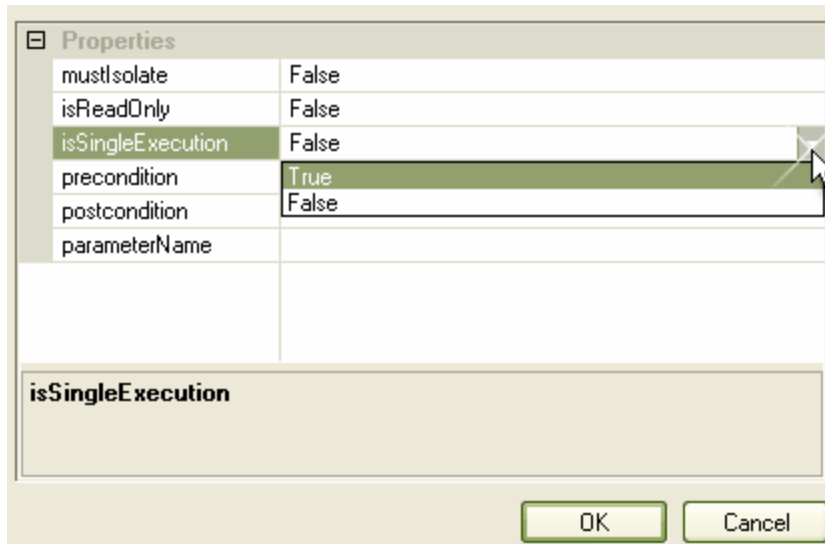 Properties
mustIsolate False
isReadOnly False
isSingleExecution False
precondition True
postcondition False
parameterName
isSingleExecution
OK Cancel